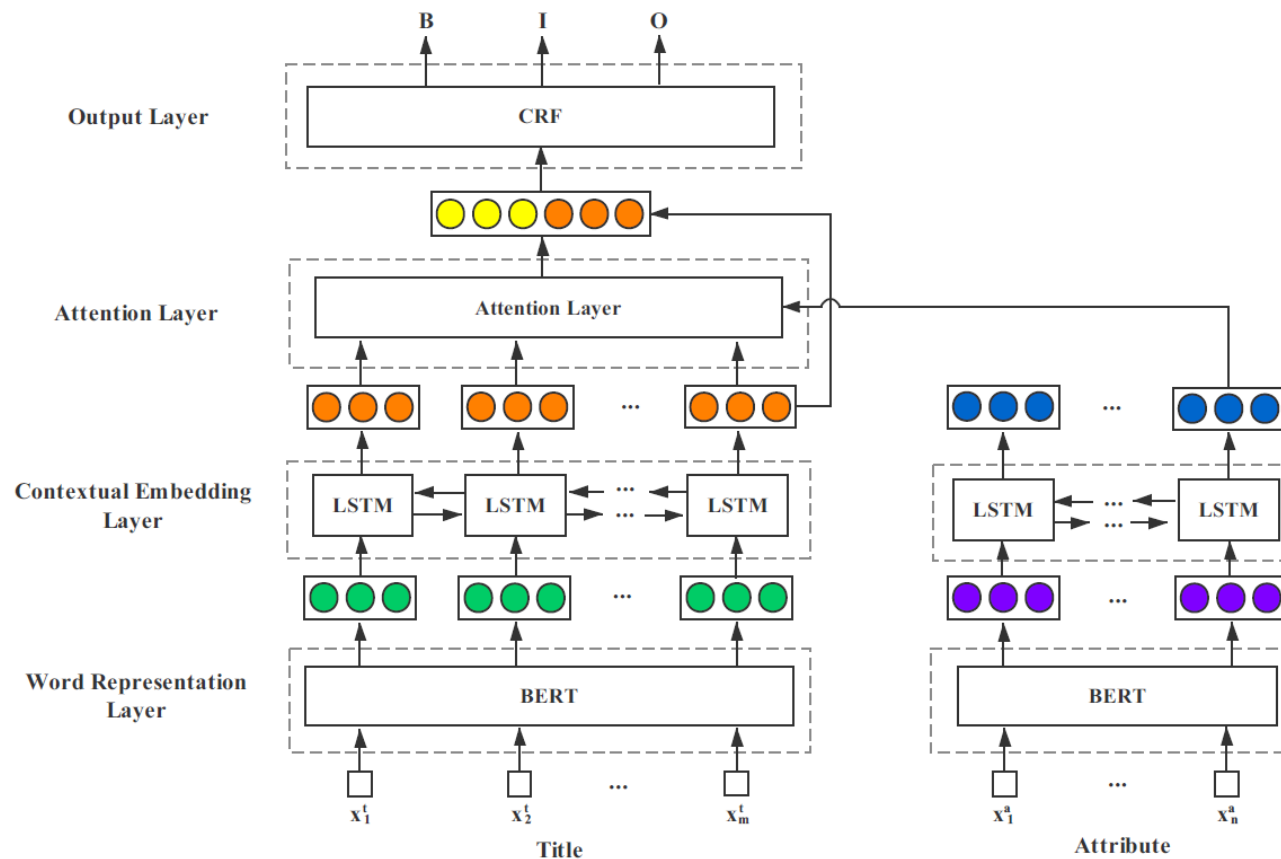 B I O
Output Layer
CRF
Attention Layer
Attention Layer
... ...
Contextual Embedding
Layer
LSTM LSTM ... LSTM LSTM ... LSTM
... ...
... ...
Word Representation
Layer
BERT BERT
... ...
x₁ᵗ x₂ᵗ xₘᵗ x₁ᵃ xₙᵃ
Title Attribute